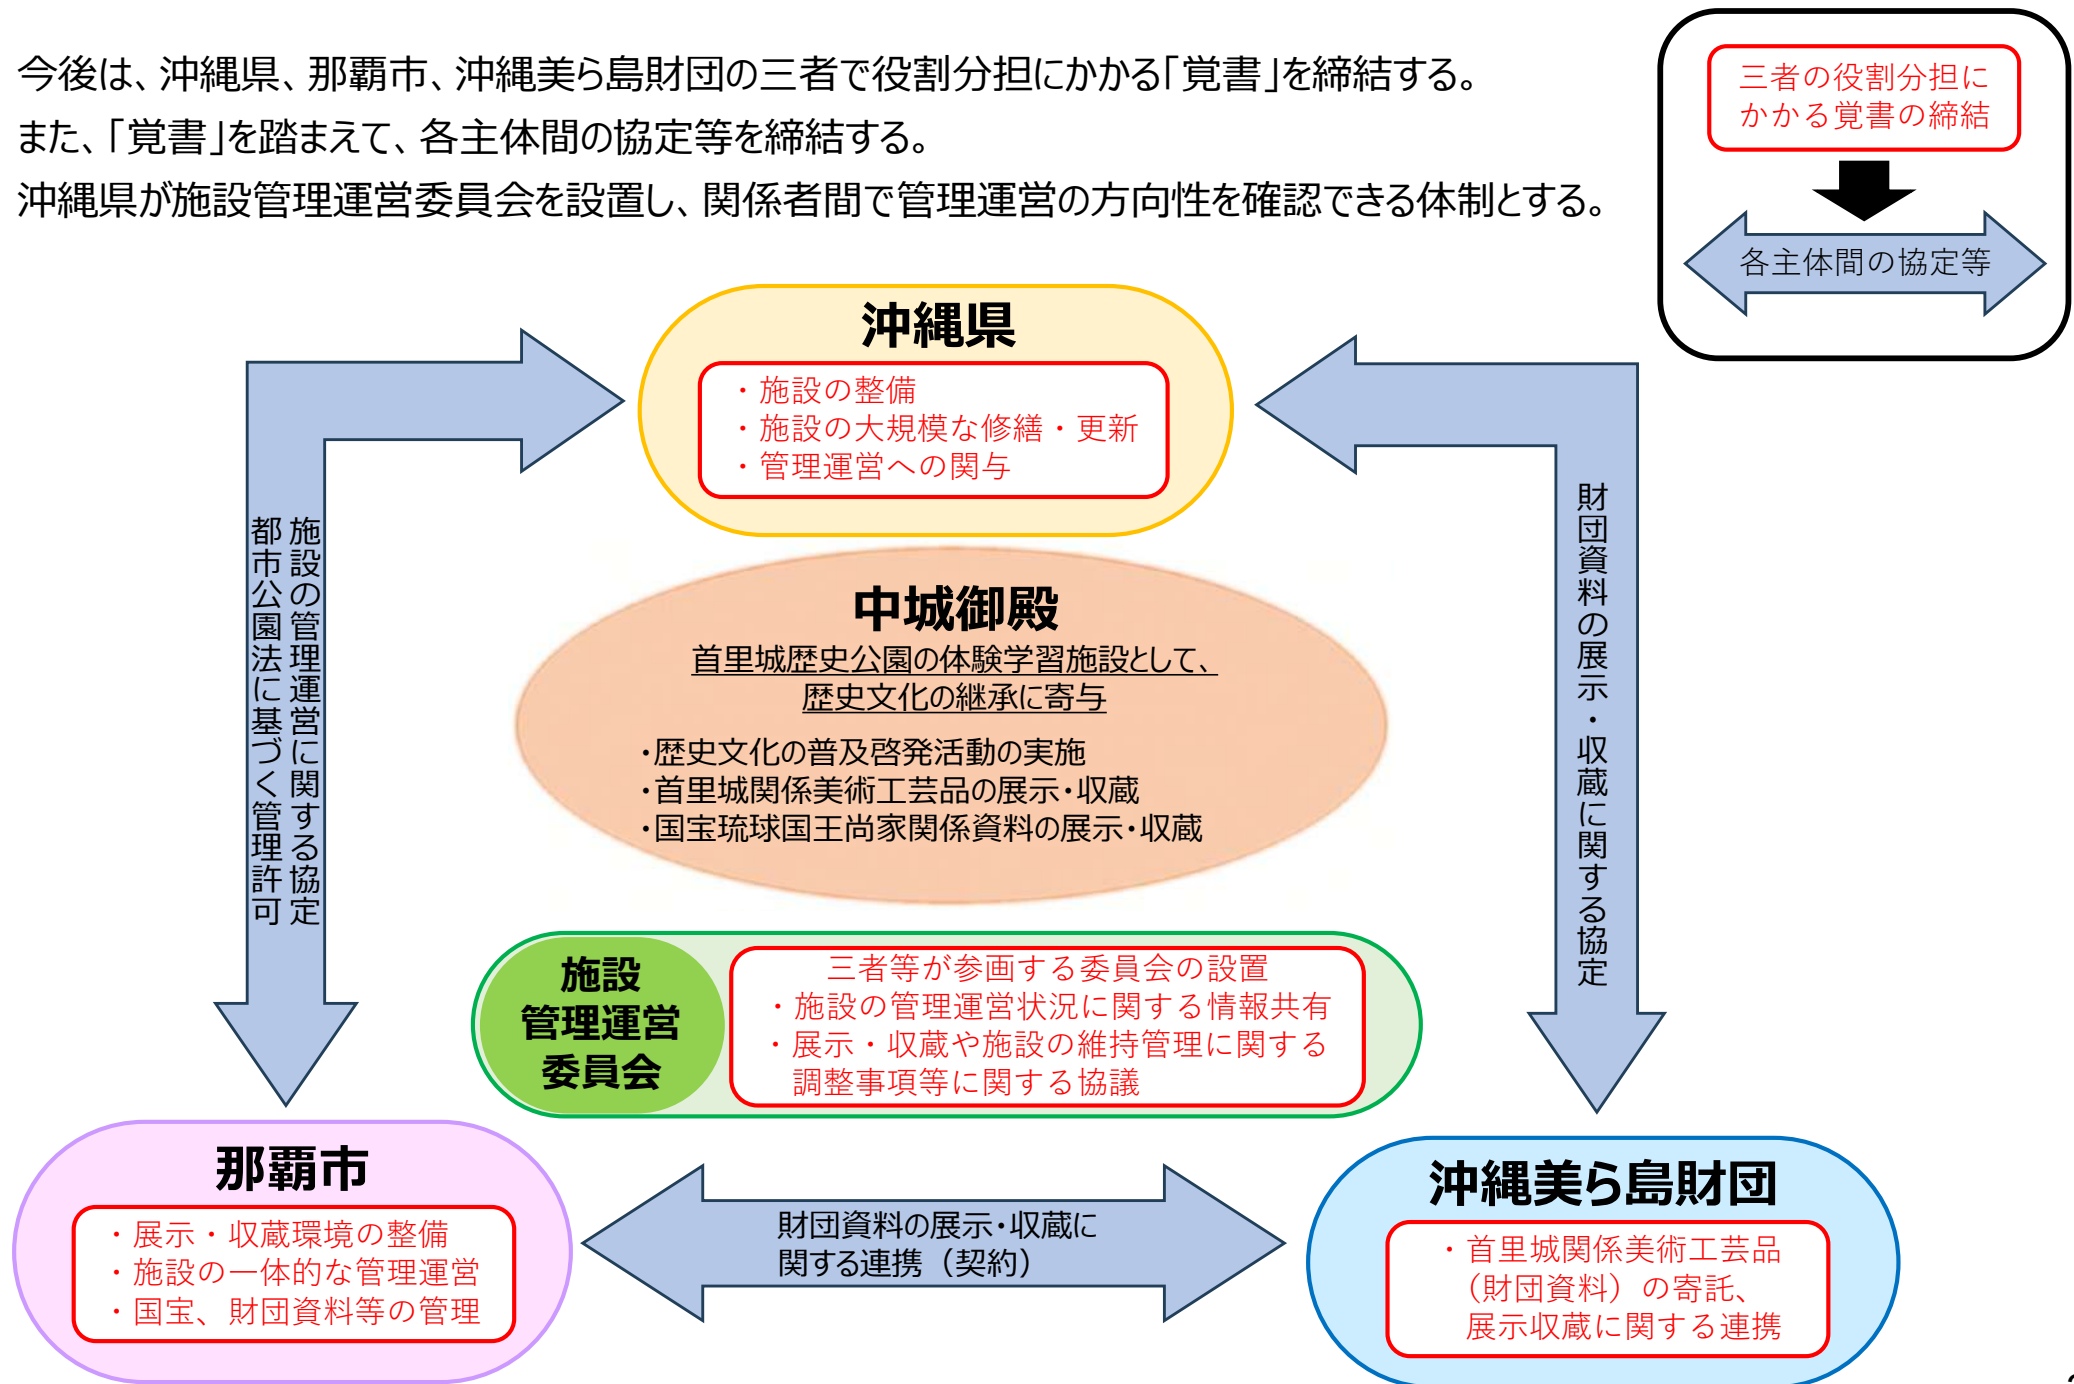 今後は、沖縄県、那覇市、沖縄美ら島財団の三者で役割分担にかかる「覚書」を締結する。
また、「覚書」を踏まえて、各主体間の協定等を締結する。
沖縄県が施設管理運営委員会を設置し、関係者間で管理運営の方向性を確認できる体制とする。
三者の役割分担に
かかる覚書の締結
各主体間の協定等
沖縄県
・施設の整備
・施設の大規模な修繕・更新
・管理運営への関与
施設の管理運営に関する協定
都市公園法に基づく管理許可
財団資料の展示・収蔵に関する協定
中城御殿
首里城歴史公園の体験学習施設として、
歴史文化の継承に寄与
・歴史文化の普及啓発活動の実施
・首里城関係美術工芸品の展示・収蔵
・国宝琉球国王尚家関係資料の展示・収蔵
施設
管理運営
委員会
三者等が参画する委員会の設置
・施設の管理運営状況に関する情報共有
・展示・収蔵や施設の維持管理に関する
調整事項等に関する協議
那覇市
・展示・収蔵環境の整備
・施設の一体的な管理運営
・国宝、財団資料等の管理
財団資料の展示・収蔵に
関する連携（契約）
沖縄美ら島財団
・首里城関係美術工芸品
（財団資料）の寄託、
展示収蔵に関する連携